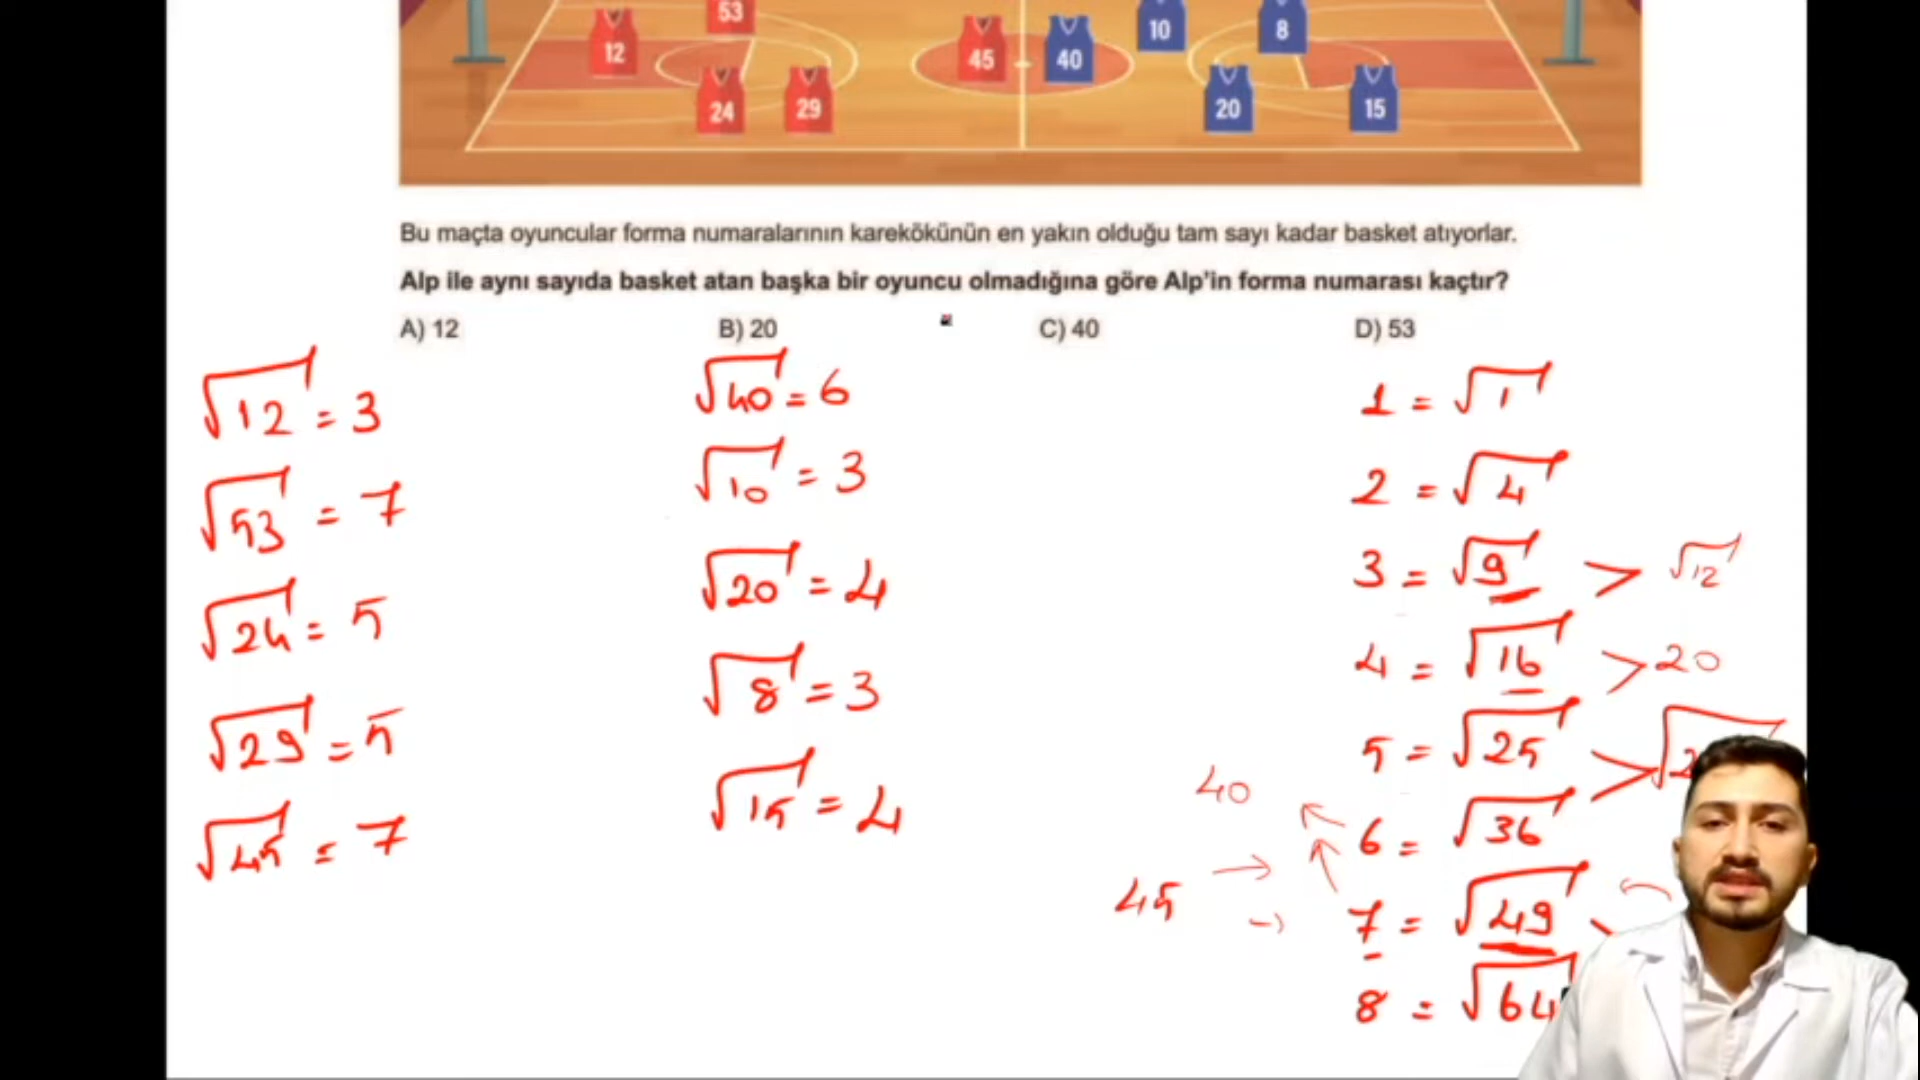 53
10
8
12
45
40
24
29
20
15
Bu maçta oyuncular forma numaralarının karekökünün en yakın olduğu tam sayı kadar basket atıyorlar.
Alp ile aynı sayıda basket atan başka bir oyuncu olmadığına göre Alp'in forma numarası kaçtır?
A) 12 B) 20 C) 40 D) 53
√12 = 3
√53 = 7
√24 = 5
√29 = 5
√45 = 7
√40 = 6
√10 = 3
√20 = 4
√8 = 3
√15 = 4
1 = √1
2 = √4
3 = √9 > √12
4 = √16 > 20
5 = √25 >
40
6 = √36
45
7 = √49
8 = √64